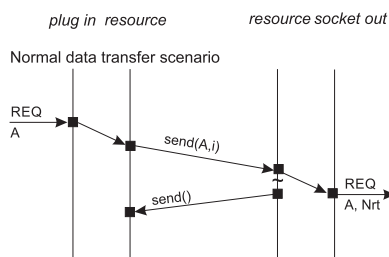 plug in resource resource socket out
Normal data transfer scenario
REQ
A
send(A,i)
~
REQ
A, Nrt
send()